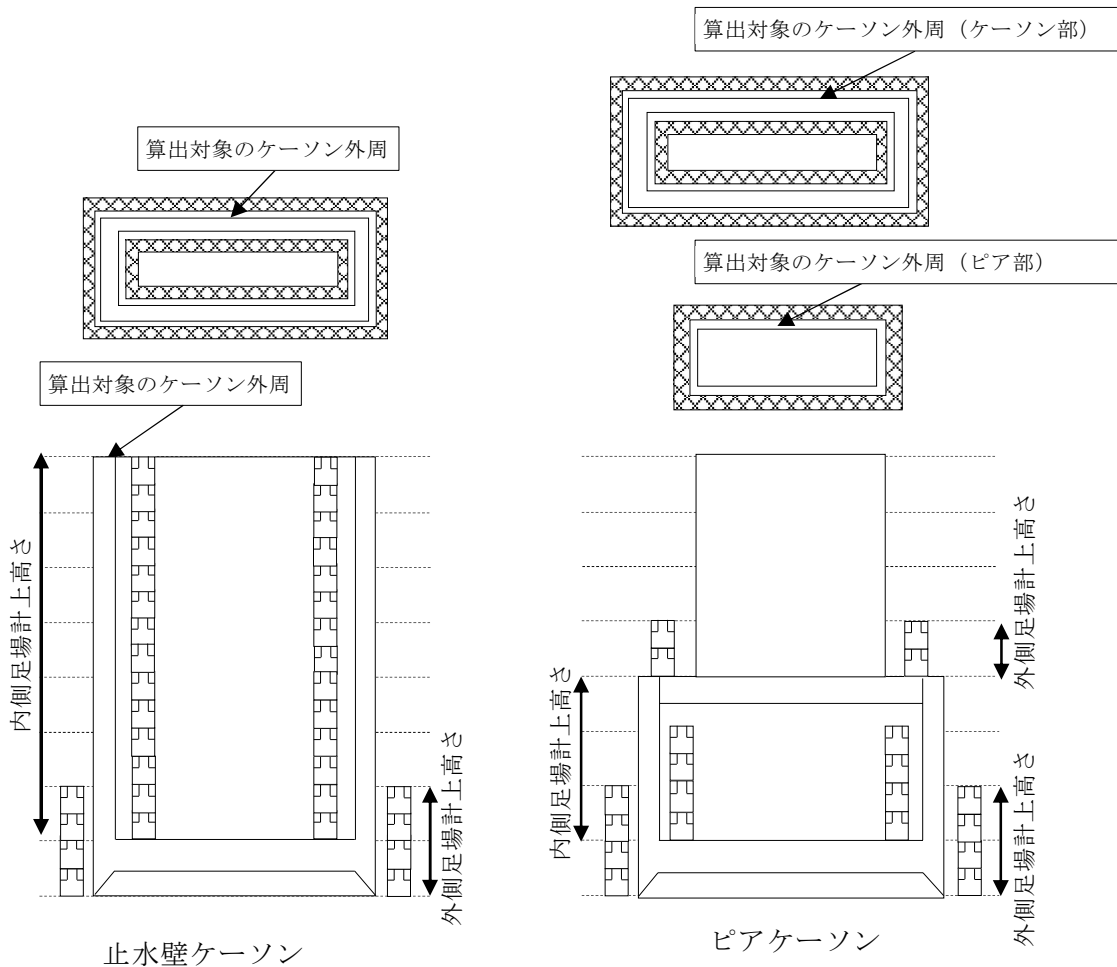 算出対象のケーソン外周（ケーソン部）
算出対象のケーソン外周
算出対象のケーソン外周（ピア部）
算出対象のケーソン外周
内側足場計上高さ
外側足場計上高さ
止水壁ケーソン
外側足場計上高さ
内側足場計上高さ
外側足場計上高さ
ピアケーソン